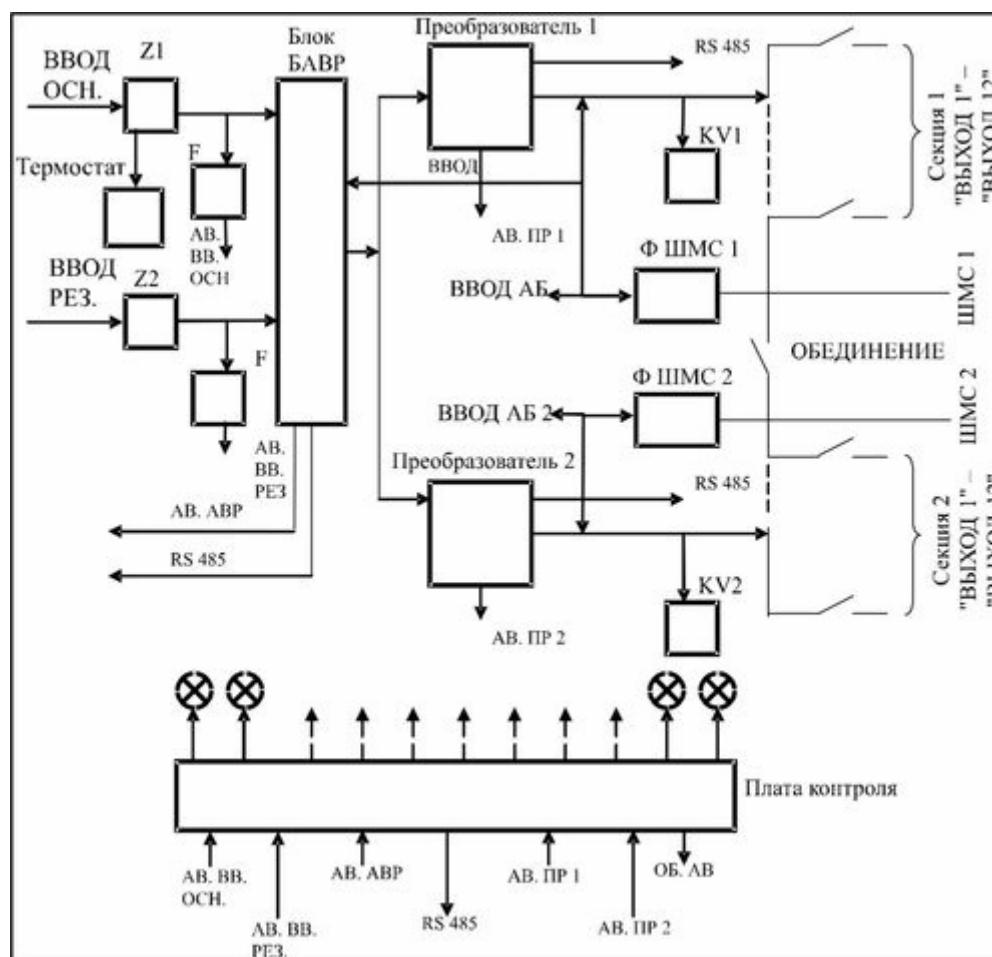 Преобразователь 1
Z1
Блок
БАВР
RS 485
ВВОД
ОСН.
F
Термостат
KV1
ВВОД
АВ.
ВВ.
ОСН
АВ. ПР 1
Секция 1
"ВЫХОД 1" –
"ВЫХОД 12"
ВВОД
РЕЗ.
Z2
ВВОД АБ
Ф ШМС 1
ШМС 1
ОБЕДИНЕНИЕ
F
Ф ШМС 2
ВВОД АБ 2
ШМС 2
АВ.
ВВ.
РЕЗ
Преобразователь 2
RS 485
АВ. АВР
RS 485
KV2
АВ. ПР 2
Секция 2
"ВЫХОД 1" –
Плата контроля
АВ. ВВ.
ОСН.
АВ. АВР
АВ. ПР 1
ОБ. АВ
АВ. ВВ.
РЕЗ.
RS 485
АВ. ПР 2